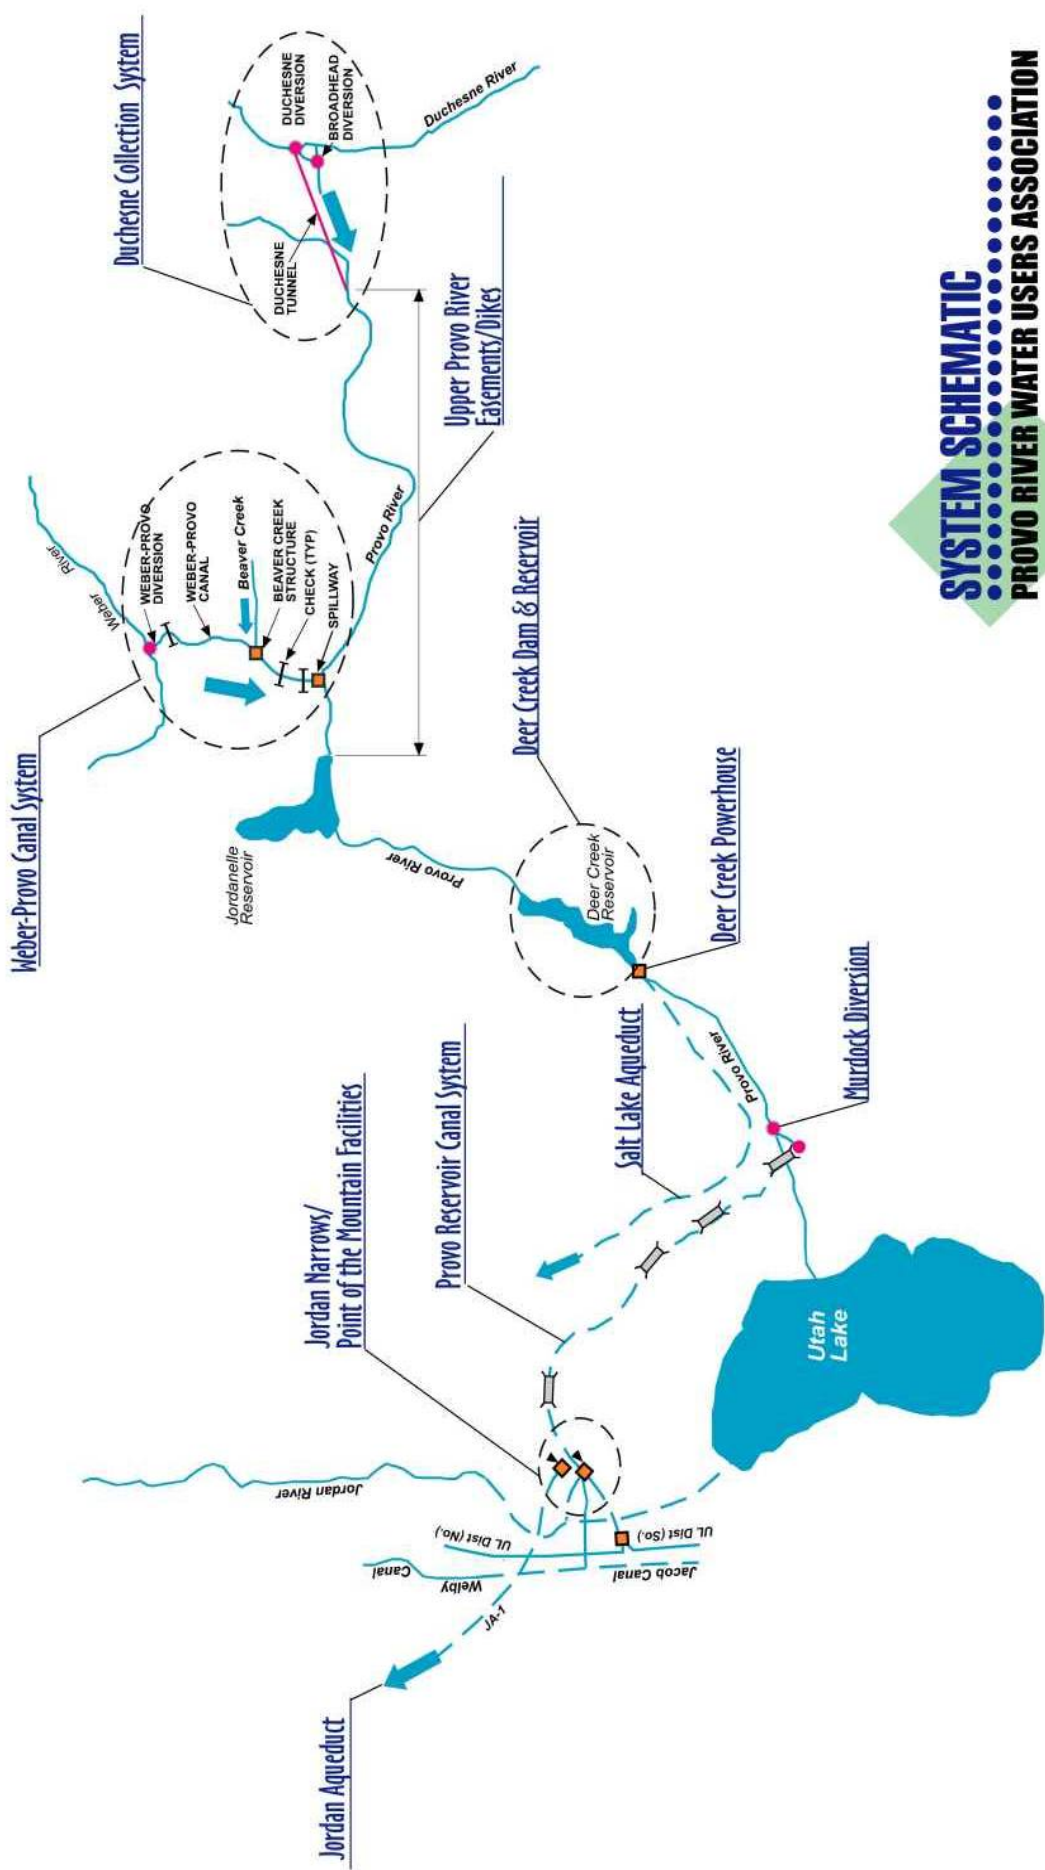 Duchesne Collection System
DUCHESNE
DIVERSION
BROADHEAD
DIVERSION
Duchesne River
DUCHESNE
TUNNEL
Upper Provo River
Easements/Dikes
Weber-Provo Canal System
Weber River
WEBER-PROVO
DIVERSION
WEBER-PROVO
CANAL
Beaver Creek
BEAVER CREEK
STRUCTURE
CHECK (TYP)
SPILLWAY
Provo River
Jordanelle
Reservoir
Provo River
Deer Creek Dam & Reservoir
Deer Creek
Reservoir
Deer Creek Powerhouse
Murdock Diversion
Provo River
Salt Lake Aqueduct
Provo Reservoir Canal System
Jordan Narrows/
Point of the Mountain Facilities
Utah
Lake
Jordan River
UL Dist (No.)
UL Dist (So.)
Welby Canal
Jacob Canal
JA-1
Jordan Aqueduct
SYSTEM SCHEMATIC
PROVO RIVER WATER USERS ASSOCIATION